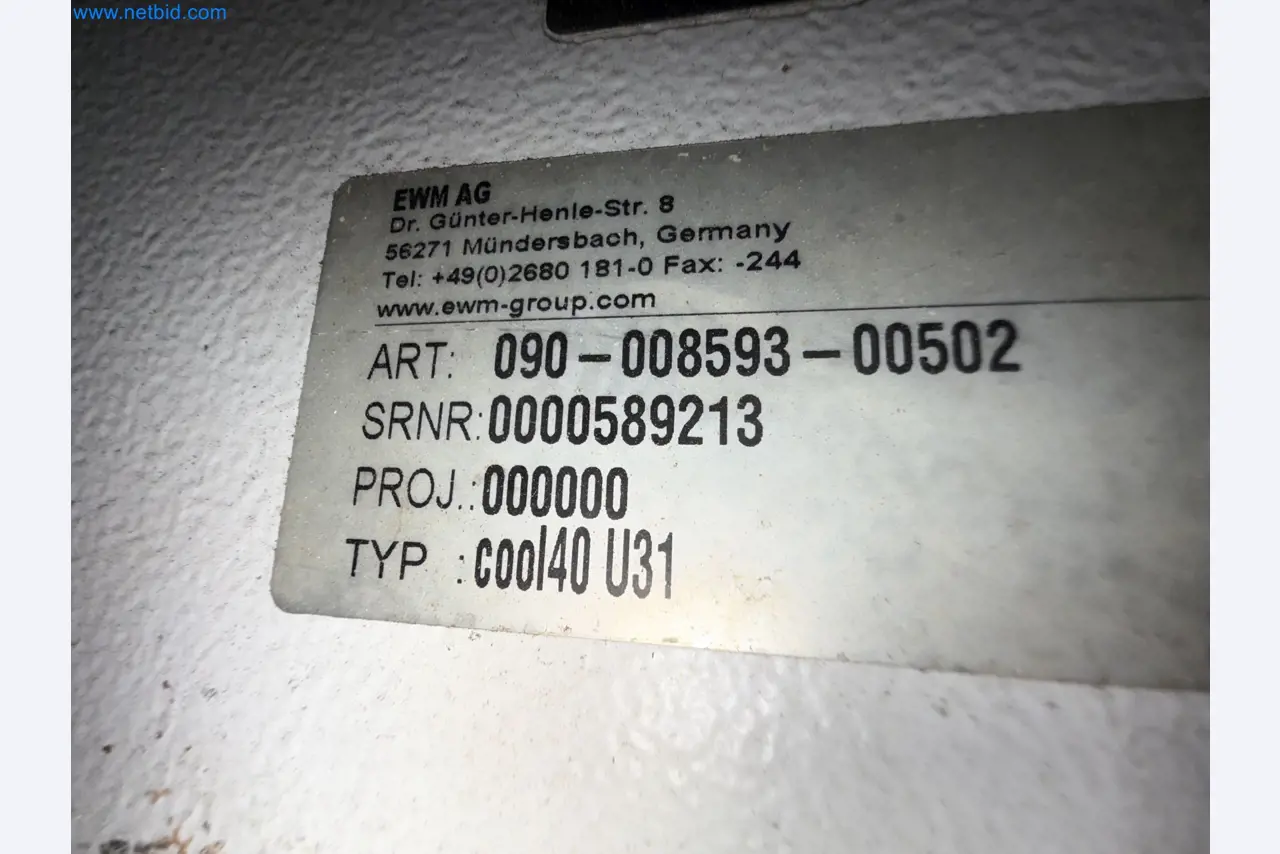 www.netbid.com
EWM AG
Dr. Günter-Henle-Str. 8
56271 Mündersbach, Germany
Tel: +49(0)2680 181-0 Fax: -244
www.ewm-group.com
ART: 090-008593-00502
SRNR:0000589213
PROJ.:000000
TYP :cool40 U31